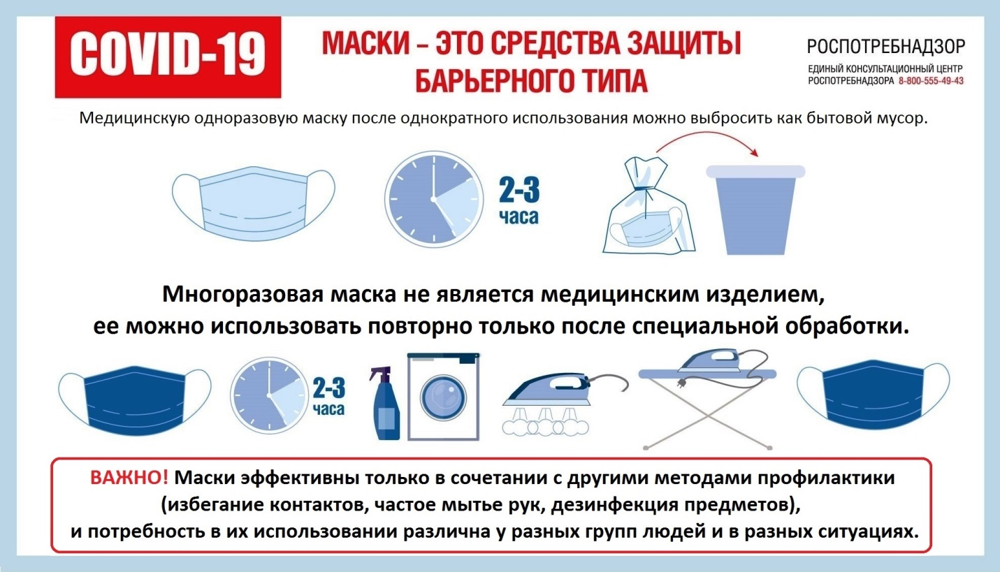 COVID-19
МАСКИ – ЭТО СРЕДСТВА ЗАЩИТЫ
БАРЬЕРНОГО ТИПА
РОСПОТРЕБНАДЗОР
ЕДИНЫЙ КОНСУЛЬТАЦИОННЫЙ ЦЕНТР
РОСПОТРЕБНАДЗОРА 8-800-555-49-43
Медицинскую одноразовую маску после однократного использования можно выбросить как бытовой мусор.
2-3
часа
Многоразовая маска не является медицинским изделием,
ее можно использовать повторно только после специальной обработки.
2-3
часа
ВАЖНО! Маски эффективны только в сочетании с другими методами профилактики
(избегание контактов, частое мытье рук, дезинфекция предметов),
и потребность в их использовании различна у разных групп людей и в разных ситуациях.